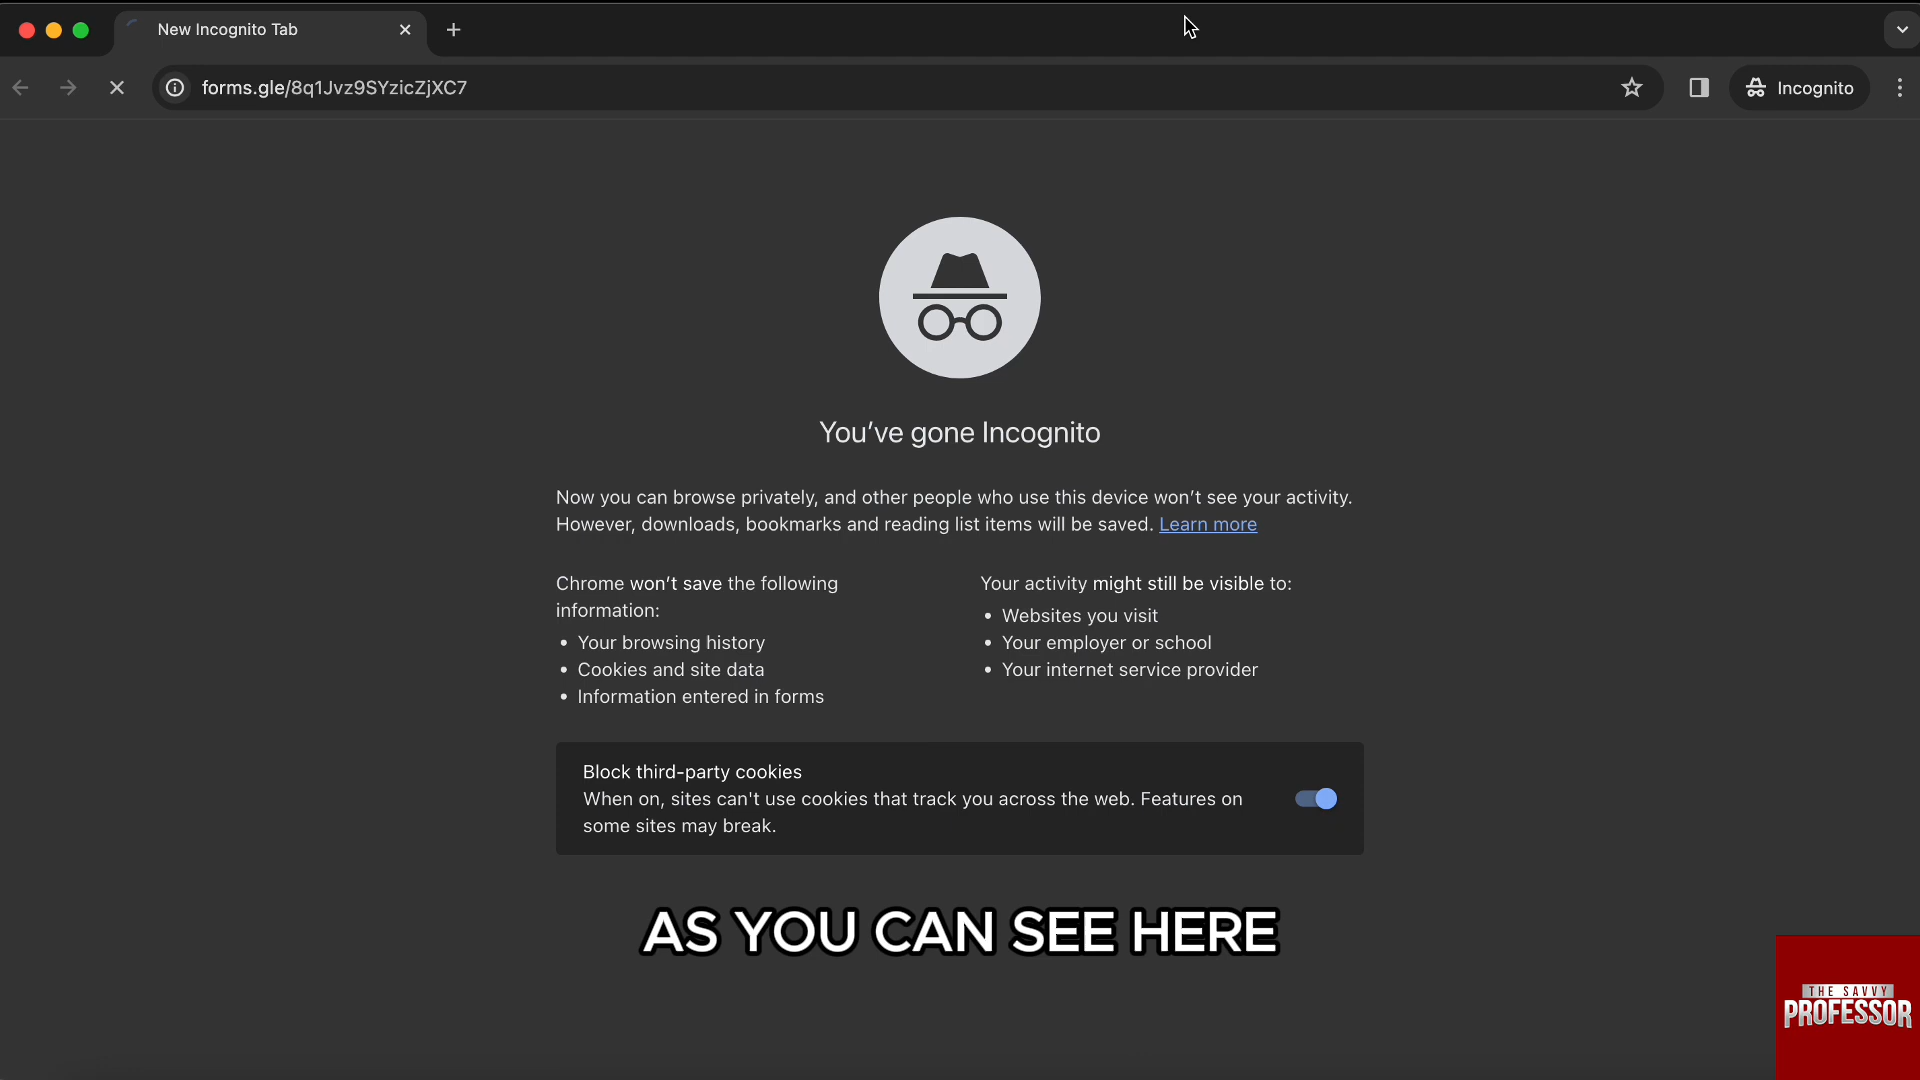 New Incognito Tab
forms.gle/8q1Jvz9SYzicZjXC7
Incognito
You've gone Incognito
Now you can browse privately, and other people who use this device won't see your activity.
However, downloads, bookmarks and reading list items will be saved. Learn more
Chrome won't save the following
information:
• Your browsing history
• Cookies and site data
• Information entered in forms
Your activity might still be visible to:
• Websites you visit
• Your employer or school
• Your internet service provider
Block third-party cookies
When on, sites can't use cookies that track you across the web. Features on
some sites may break.
AS YOU CAN SEE HERE
THE SAVVY
PROFESSOR